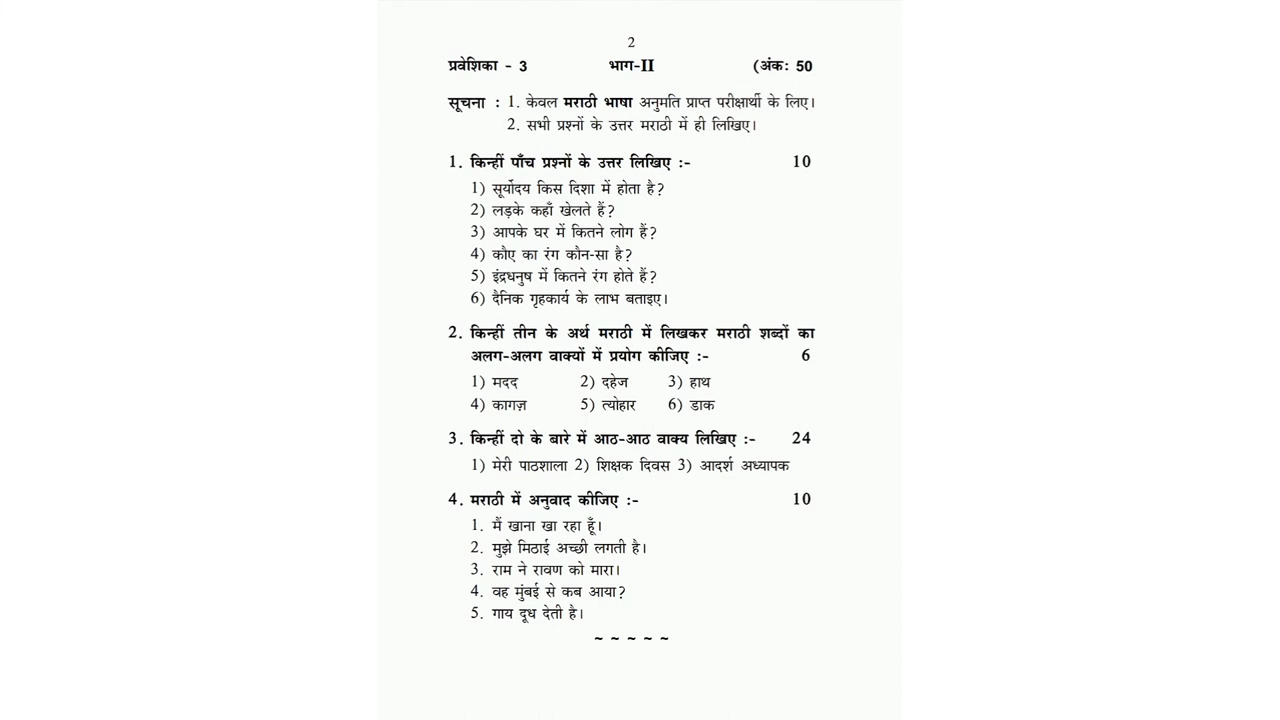 2
प्रवेशिका - 3 भाग-II (अंक: 50
सूचना : 1. केवल मराठी भाषा अनुमति प्राप्त परीक्षार्थी के लिए।
2. सभी प्रश्नों के उत्तर मराठी में ही लिखिए।
1. किन्हीं पाँच प्रश्नों के उत्तर लिखिए :- 10
1) सूर्योदय किस दिशा में होता है?
2) लड़के कहाँ खेलते हैं?
3) आपके घर में कितने लोग हैं?
4) कौए का रंग कौन-सा है?
5) इंद्रधनुष में कितने रंग होते हैं?
6) दैनिक गृहकार्य के लाभ बताइए।
2. किन्हीं तीन के अर्थ मराठी में लिखकर मराठी शब्दों का
अलग-अलग वाक्यों में प्रयोग कीजिए :- 6
1) मदद 2) दहेज 3) हाथ
4) कागज़ 5) त्योहार 6) डाक
3. किन्हीं दो के बारे में आठ-आठ वाक्य लिखिए :- 24
1) मेरी पाठशाला 2) शिक्षक दिवस 3) आदर्श अध्यापक
4. मराठी में अनुवाद कीजिए :- 10
1. मैं खाना खा रहा हूँ।
2. मुझे मिठाई अच्छी लगती है।
3. राम ने रावण को मारा।
4. वह मुंबई से कब आया?
5. गाय दूध देती है।
~ ~ ~ ~ ~